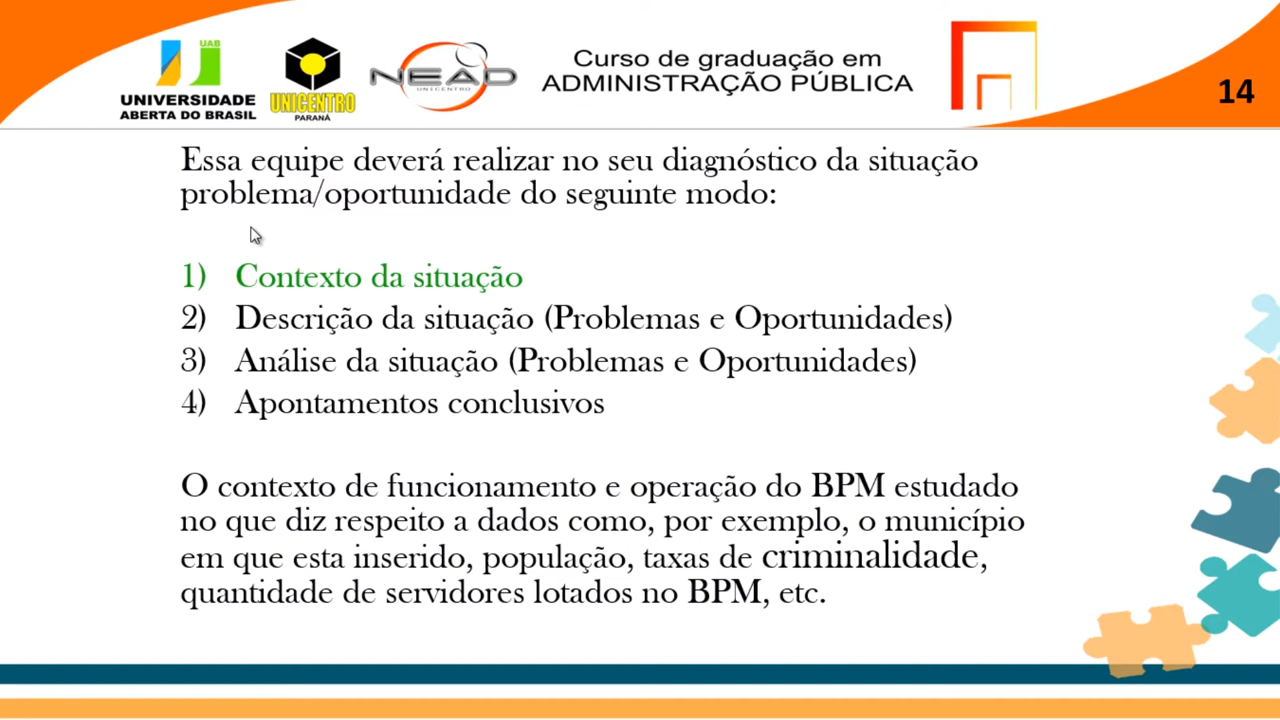 UAB
UNIVERSIDADE
ABERTA DO BRASIL
UNICENTRO
PARANÁ
NEAD
UNICENTRO
Curso de graduação em
ADMINISTRAÇÃO PÚBLICA
14
Essa equipe deverá realizar no seu diagnóstico da situação
problema/oportunidade do seguinte modo:
1) Contexto da situação
2) Descrição da situação (Problemas e Oportunidades)
3) Análise da situação (Problemas e Oportunidades)
4) Apontamentos conclusivos
O contexto de funcionamento e operação do BPM estudado
no que diz respeito a dados como, por exemplo, o município
em que esta inserido, população, taxas de criminalidade,
quantidade de servidores lotados no BPM, etc.